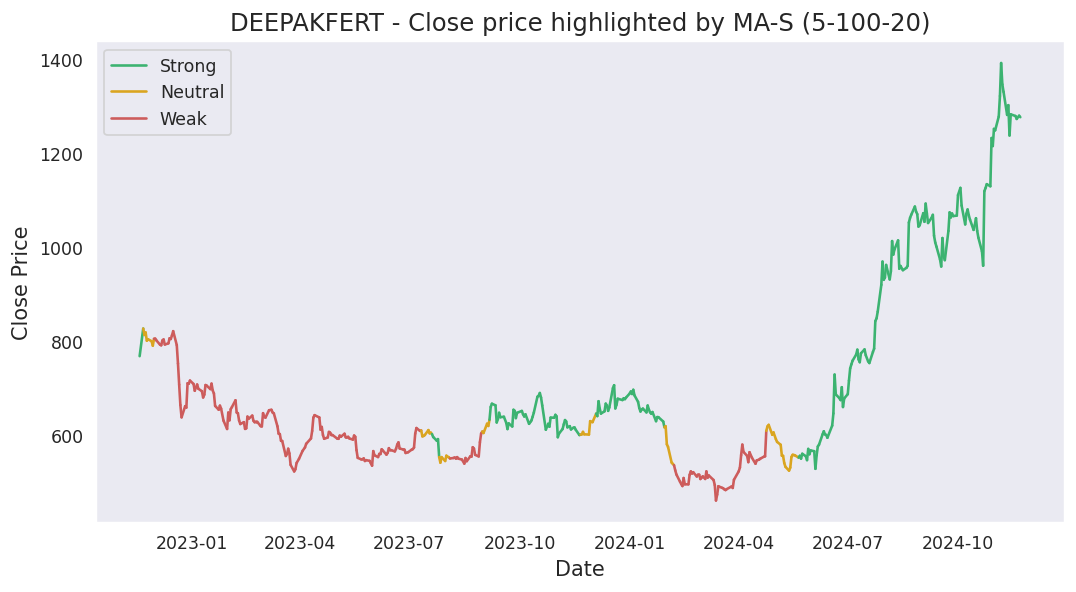 DEEPAKFERT - Close price highlighted by MA-S (5-100-20)
Strong
Neutral
Weak
1400
1200
1000
800
600
Close Price
2023-01 2023-04 2023-07 2023-10 2024-01 2024-04 2024-07 2024-10
Date